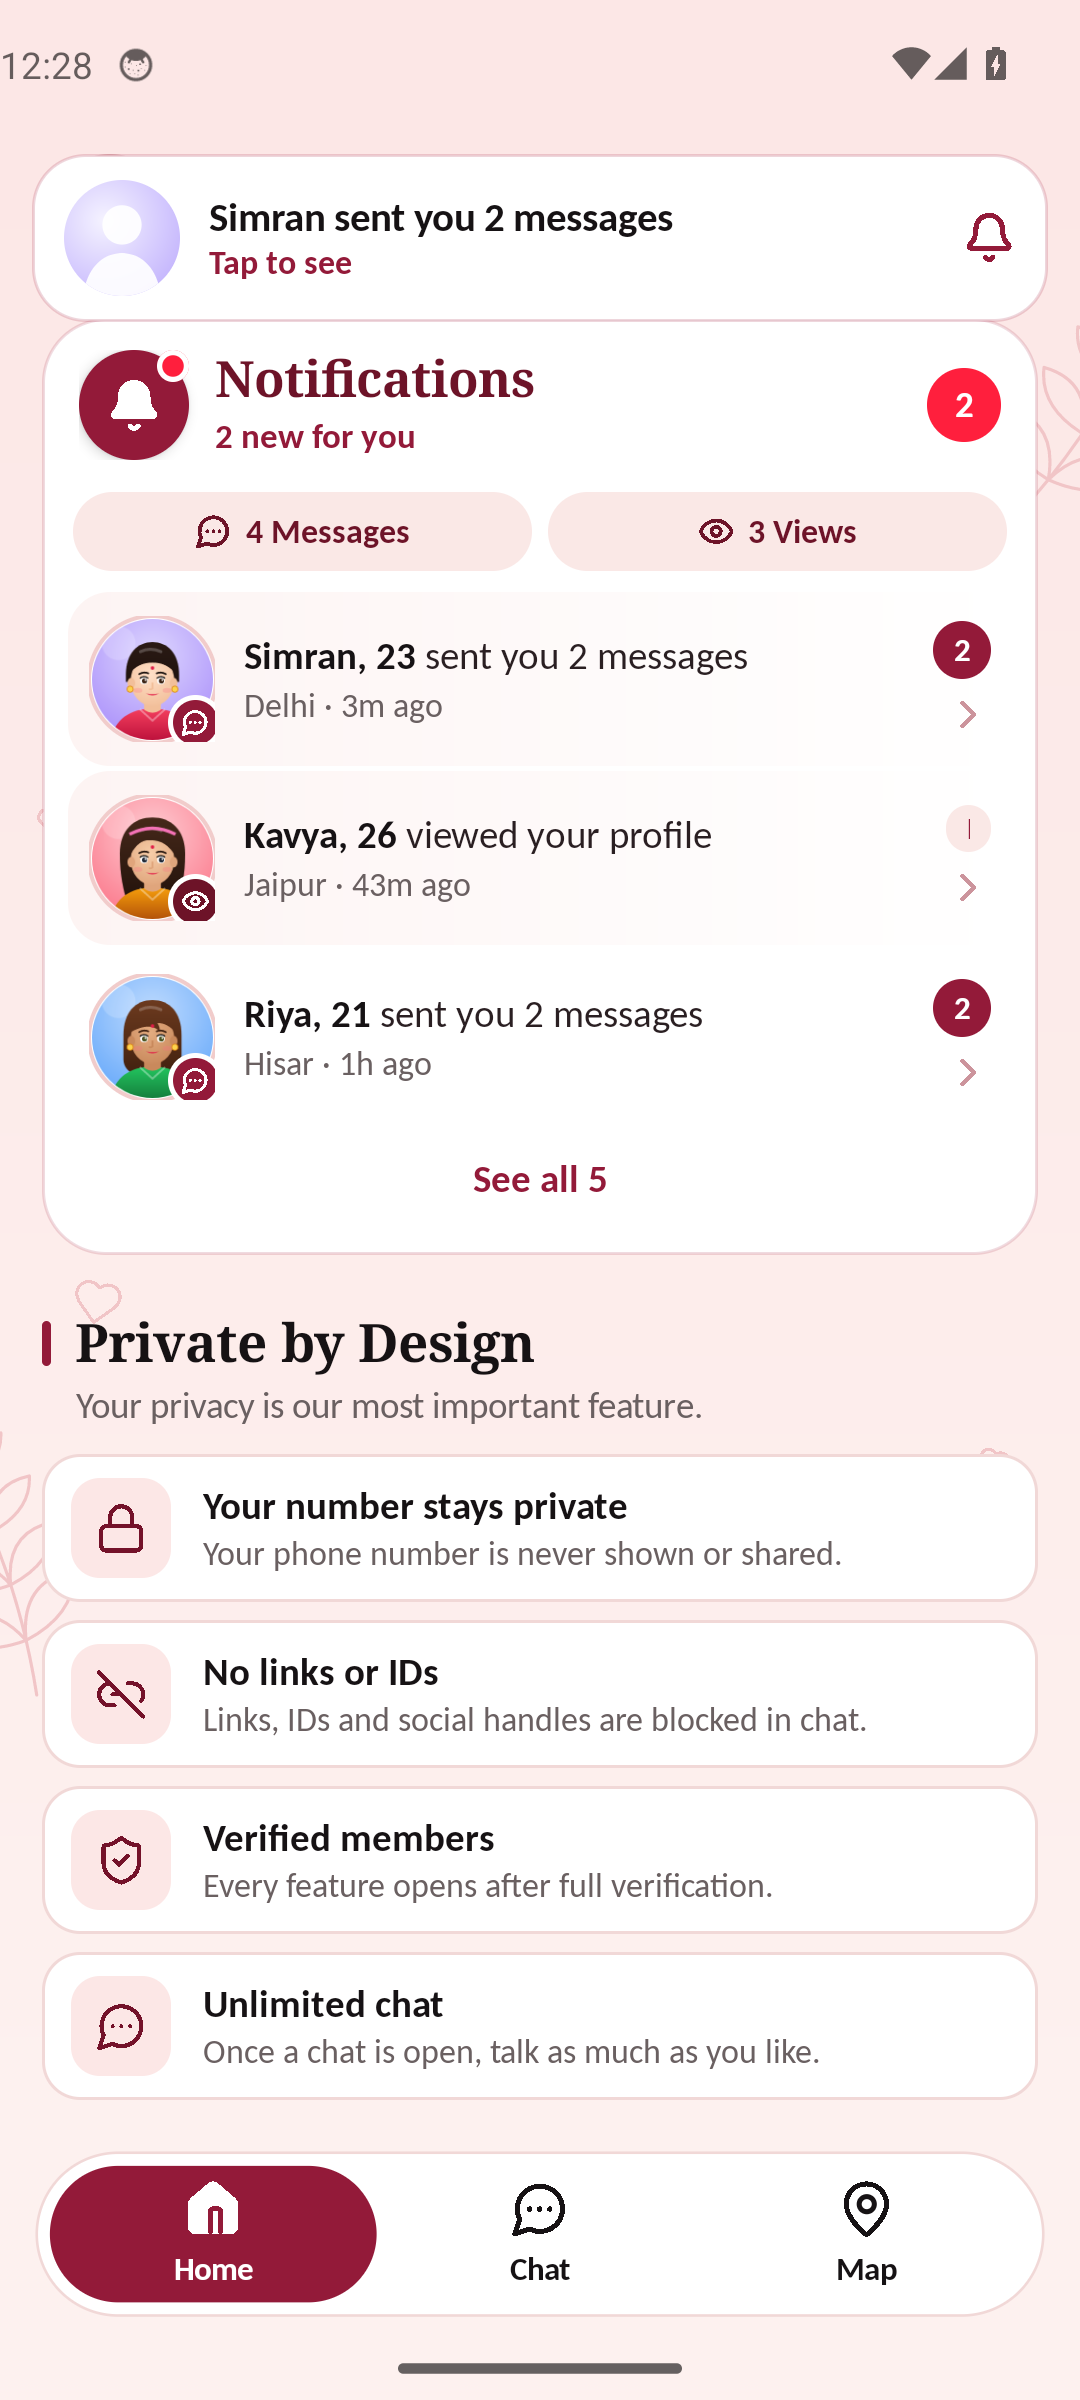 12:28
Simran sent you 2 messages
Tap to see
Notifications
2 new for you
2
4 Messages
3 Views
Simran, 23 sent you 2 messages
Delhi · 3m ago
2
Kavya, 26 viewed your profile
Jaipur · 43m ago
Riya, 21 sent you 2 messages
Hisar · 1h ago
2
See all 5
Private by Design
Your privacy is our most important feature.
Your number stays private
Your phone number is never shown or shared.
No links or IDs
Links, IDs and social handles are blocked in chat.
Verified members
Every feature opens after full verification.
Unlimited chat
Once a chat is open, talk as much as you like.
Home
Chat
Map